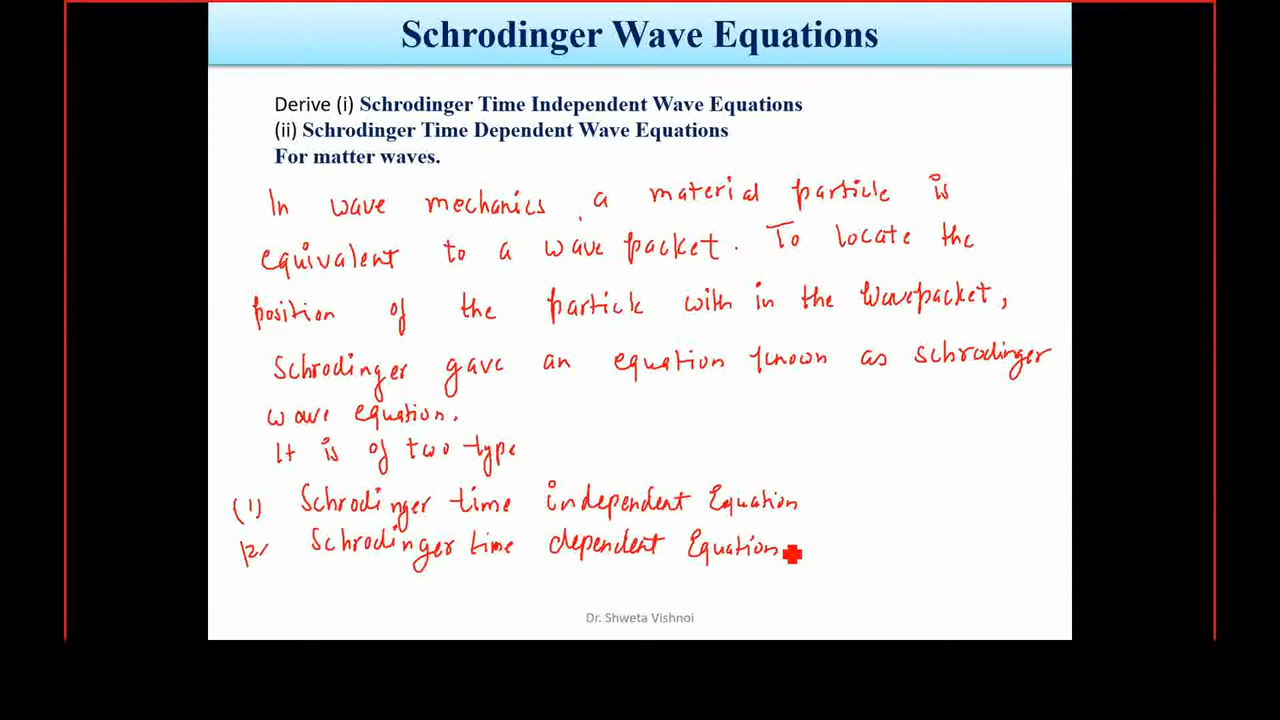 Schrodinger Wave Equations
Derive (i) Schrodinger Time Independent Wave Equations
(ii) Schrodinger Time Dependent Wave Equations
For matter waves.
In wave mechanics, a material particle is
equivalent to a wave packet. To locate the
position of the particle with in the Wavepacket,
Schrodinger gave an equation known as schrodinger
wave equation.
It is of two type
(1) Schrodinger time independent Equation
(2) Schrodinger time dependent Equation
Dr. Shweta Vishnoi